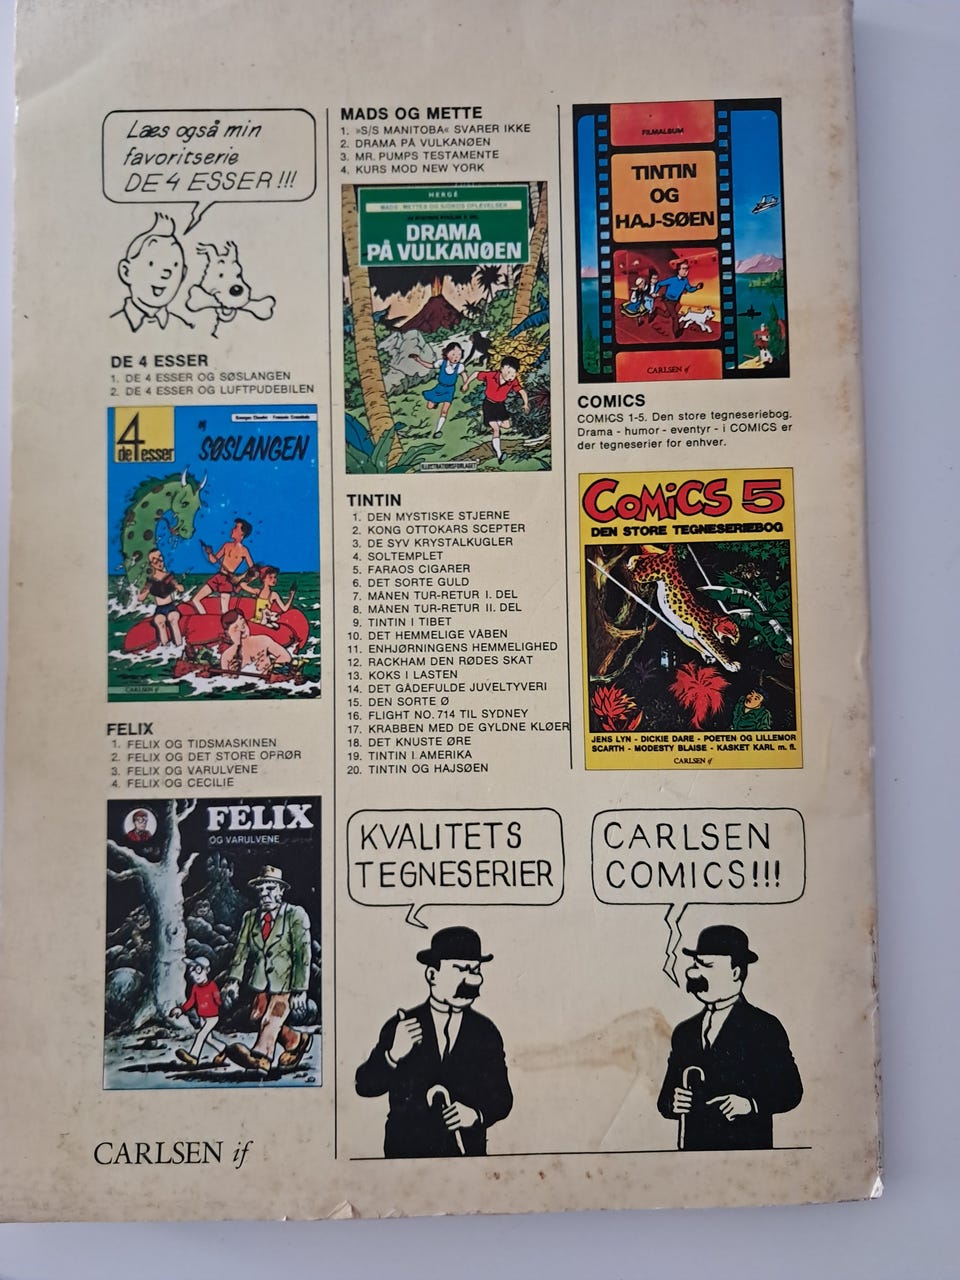 Læs også min
favoritserie
DE 4 ESSER!!!
DE 4 ESSER
1. DE 4 ESSER OG SØSLANGEN
2. DE 4 ESSER OG LUFTPUDEBILEN
4
de esser
og
SØSLANGEN
CARLSEN if
FELIX
1. FELIX OG TIDSMASKINEN
2. FELIX OG DET STORE OPRØR
3. FELIX OG VARULVENE
4. FELIX OG CECILIE
FELIX
OG VARULVENE
CARLSEN if
MADS OG METTE
1. »S/S MANITOBA« SVARER IKKE
2. DRAMA PÅ VULKANØEN
3. MR. PUMPS TESTAMENTE
4. KURS MOD NEW YORK
HERGÉ
MADS, METTES OG SJOKOS OPLEVELSER
DRAMA
PÅ VULKANØEN
ILLUSTRATIONSFORLAGET
TINTIN
1. DEN MYSTISKE STJERNE
2. KONG OTTOKARS SCEPTER
3. DE SYV KRYSTALKUGLER
4. SOLTEMPLET
5. FARAOS CIGARER
6. DET SORTE GULD
7. MÅNEN TUR-RETUR I. DEL
8. MÅNEN TUR-RETUR II. DEL
9. TINTIN I TIBET
10. DET HEMMELIGE VÅBEN
11. ENHJØRNINGENS HEMMELIGHED
12. RACKHAM DEN RØDES SKAT
13. KOKS I LASTEN
14. DET GÅDEFULDE JUVELTYVERI
15. DEN SORTE Ø
16. FLIGHT NO. 714 TIL SYDNEY
17. KRABBEN MED DE GYLDNE KLØER
18. DET KNUSTE ØRE
19. TINTIN I AMERIKA
20. TINTIN OG HAJSØEN
FILMALBUM
TINTIN
OG
HAJ-SØEN
CARLSEN if
COMICS
COMICS 1-5. Den store tegneseriebog.
Drama - humor - eventyr - i COMICS er
der tegneserier for enhver.
COMICS 5
DEN STORE TEGNESERIEBOG
JENS LYN - DICKIE DARE - POETEN OG LILLEMOR
SCARTH - MODESTY BLAISE - KASKET KARL m. fl.
CARLSEN if
KVALITETS
TEGNESERIER
CARLSEN
COMICS!!!